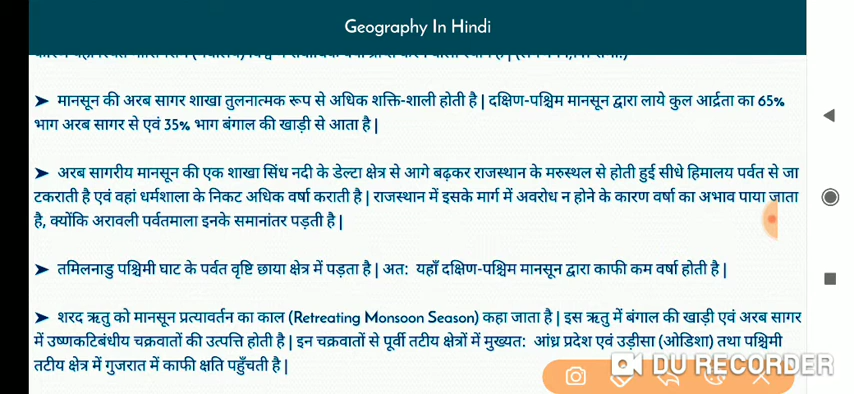 Geography In Hindi
➤ मानसून की अरब सागर शाखा तुलनात्मक रूप से अधिक शक्ति-शाली होती है | दक्षिण-पश्चिम मानसून द्वारा लाये कुल आर्द्रता का 65%
भाग अरब सागर से एवं 35% भाग बंगाल की खाड़ी से आता है |
➤ अरब सागरीय मानसून की एक शाखा सिंध नदी के डेल्टा क्षेत्र से आगे बढ़कर राजस्थान के मरुस्थल से होती हुई सीधे हिमालय पर्वत से जा
टकराती है एवं वहां धर्मशाला के निकट अधिक वर्षा कराती है | राजस्थान में इसके मार्ग में अवरोध न होने के कारण वर्षा का अभाव पाया जाता
है, क्योंकि अरावली पर्वतमाला इनके समानांतर पड़ती है |
➤ तमिलनाडु पश्चिमी घाट के पर्वत वृष्टि छाया क्षेत्र में पड़ता है | अत: यहाँ दक्षिण-पश्चिम मानसून द्वारा काफी कम वर्षा होती है |
➤ शरद ऋतु को मानसून प्रत्यावर्तन का काल (Retreating Monsoon Season) कहा जाता है | इस ऋतु में बंगाल की खाड़ी एवं अरब सागर
में उष्णकटिबंधीय चक्रवातों की उत्पत्ति होती है | इन चक्रवातों से पूर्वी तटीय क्षेत्रों में मुख्यत: आंध्र प्रदेश एवं उड़ीसा (ओडिशा) तथा पश्चिमी
तटीय क्षेत्र में गुजरात में काफी क्षति पहुँचती है |
DU RECORDER